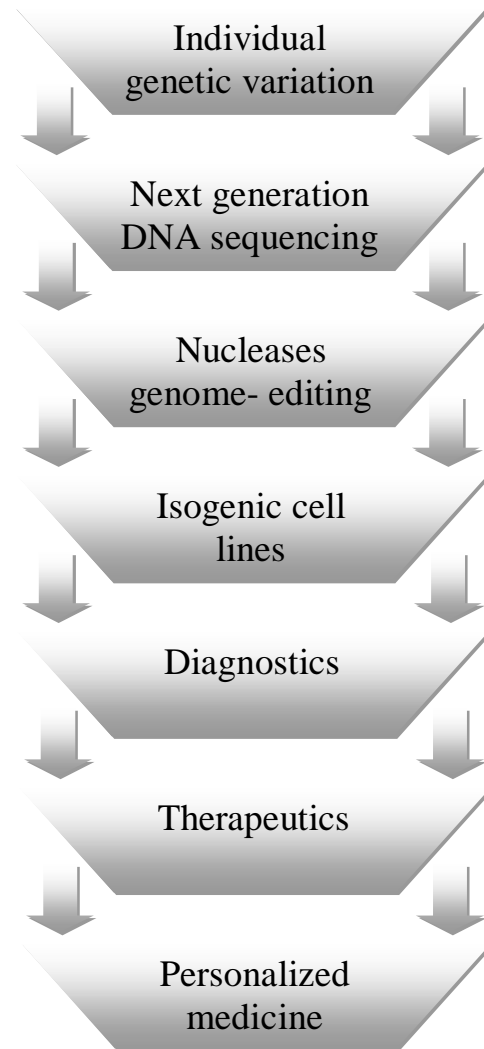 Individual
genetic variation
Next generation
DNA sequencing
Nucleases
genome- editing
Isogenic cell
lines
Diagnostics
Therapeutics
Personalized
medicine